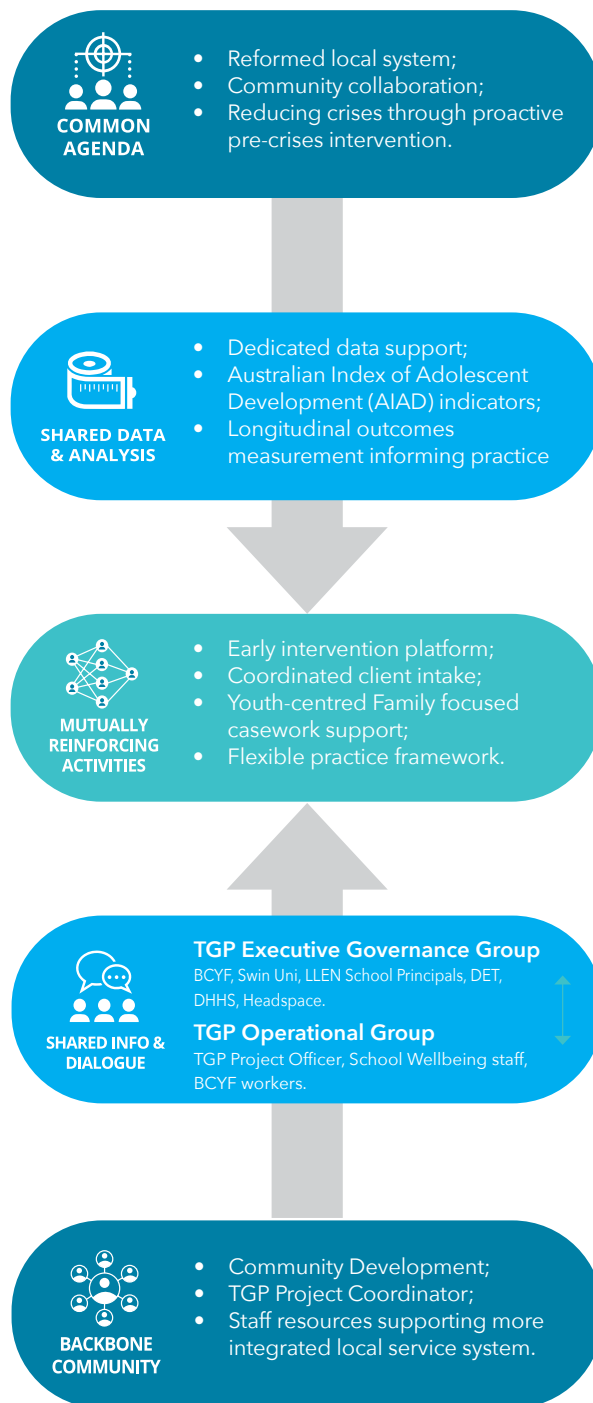 COMMON
AGENDA
• Reformed local system;
• Community collaboration;
• Reducing crises through proactive
pre-crises intervention.
SHARED DATA
& ANALYSIS
• Dedicated data support;
• Australian Index of Adolescent
Development (AIAD) indicators;
• Longitudinal outcomes
measurement informing practice
MUTUALLY
REINFORCING
ACTIVITIES
• Early intervention platform;
• Coordinated client intake;
• Youth-centred Family focused
casework support;
• Flexible practice framework.
SHARED INFO &
DIALOGUE
TGP Executive Governance Group
BCYF, Swin Uni, LLEN School Principals, DET,
DHHS, Headspace.
TGP Operational Group
TGP Project Officer, School Wellbeing staff,
BCYF workers.
BACKBONE
COMMUNITY
• Community Development;
• TGP Project Coordinator;
• Staff resources supporting more
integrated local service system.